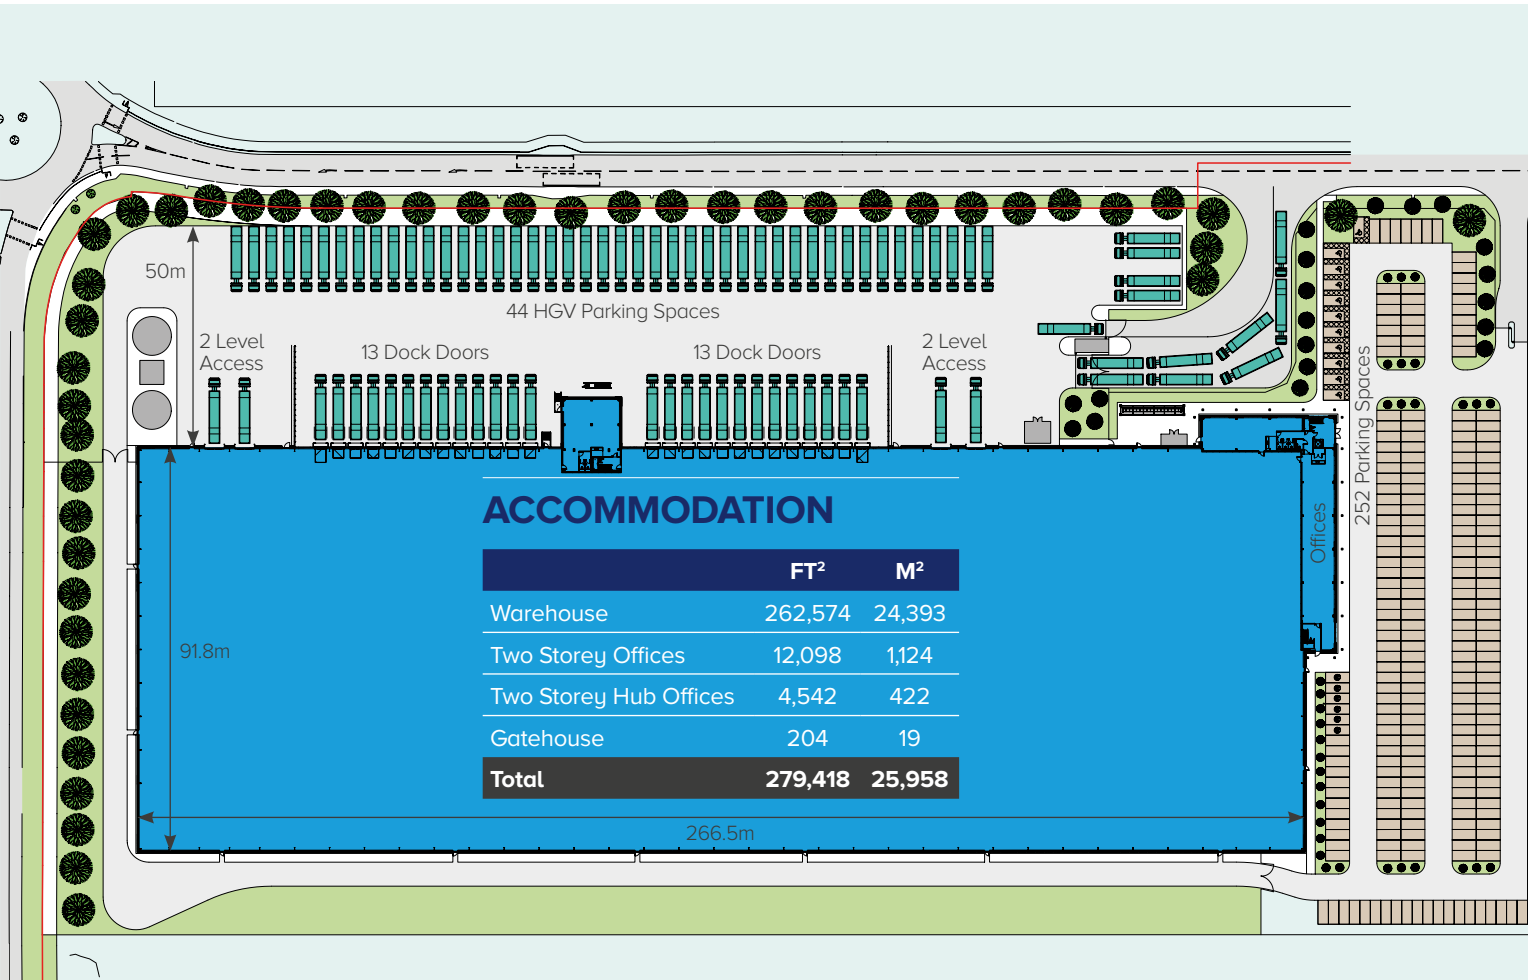 50m
44 HGV Parking Spaces
2 Level
Access
13 Dock Doors
13 Dock Doors
2 Level
Access
252 Parking Spaces
Offices
ACCOMMODATION
FT² M²
Warehouse 262,574 24,393
Two Storey Offices 12,098 1,124
Two Storey Hub Offices 4,542 422
Gatehouse 204 19
Total 279,418 25,958
91.8m
266.5m